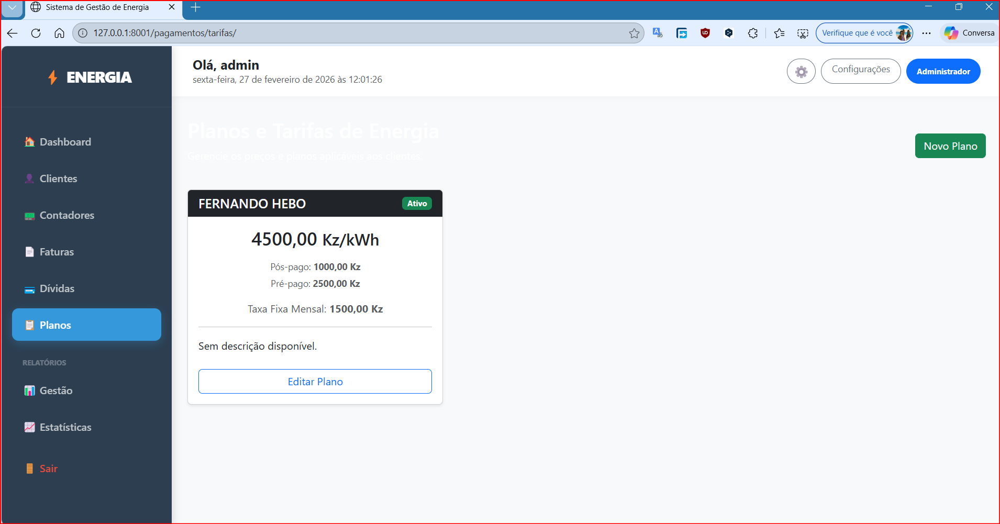 Sistema de Gestão de Energia
127.0.0.1:8001/pagamentos/tarifas/
Verifique que é você
Conversa
ENERGIA
Olá, admin
sexta-feira, 27 de fevereiro de 2026 às 12:01:26
Configurações
Administrador
Dashboard
Clientes
Contadores
Faturas
Dívidas
Planos
RELATÓRIOS
Gestão
Estatísticas
Sair
Planos e Tarifas de Energia
Gerencie os preços e planos aplicáveis aos clientes.
Novo Plano
FERNANDO HEBO
Ativo
4500,00 Kz/kWh
Pós-pago: 1000,00 Kz
Pré-pago: 2500,00 Kz
Taxa Fixa Mensal: 1500,00 Kz
Sem descrição disponível.
Editar Plano